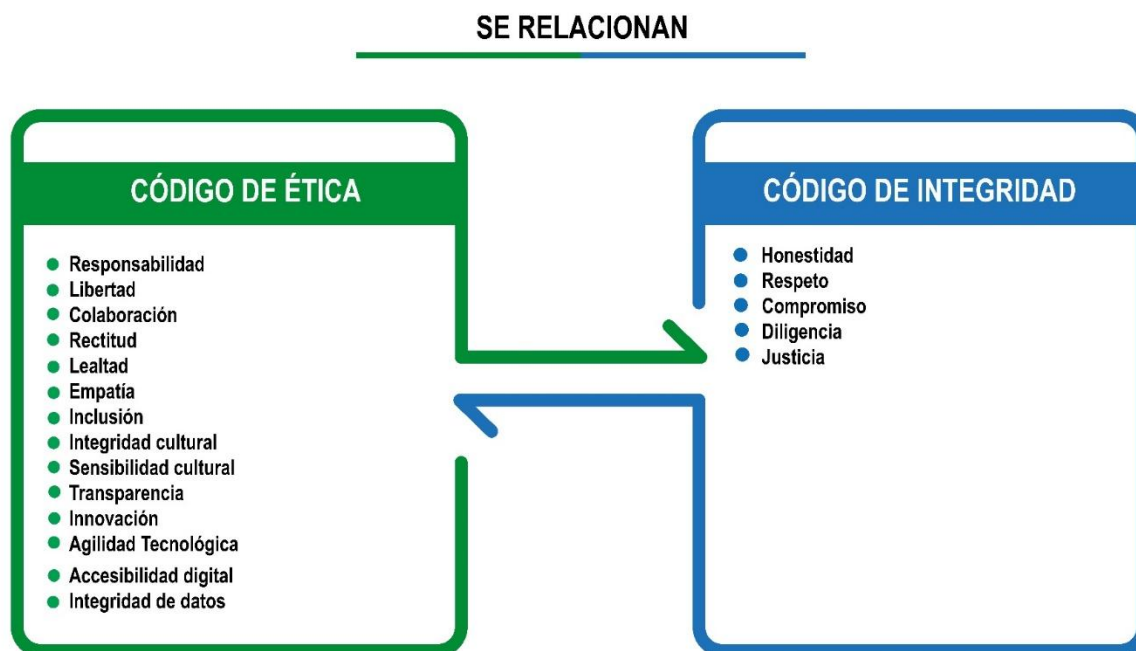 SE RELACIONAN
CÓDIGO DE ÉTICA
Responsabilidad
Libertad
Colaboración
Rectitud
Lealtad
Empatía
Inclusión
Integridad cultural
Sensibilidad cultural
Transparencia
Innovación
Agilidad Tecnológica
Accesibilidad digital
Integridad de datos
CÓDIGO DE INTEGRIDAD
Honestidad
Respeto
Compromiso
Diligencia
Justicia